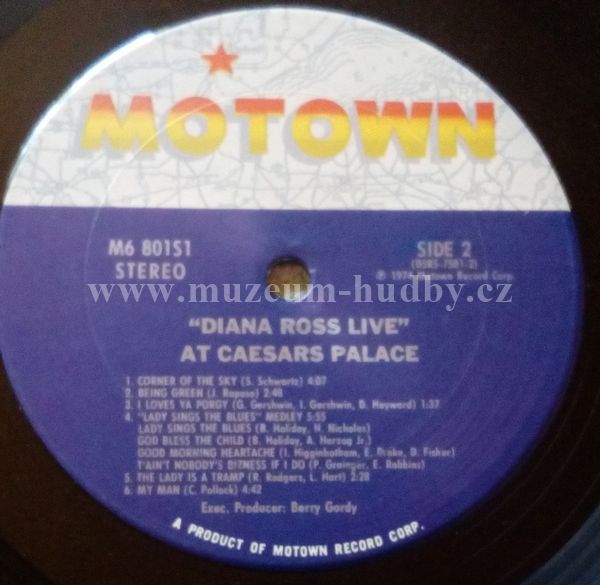 MOTOWN
M6 801S1
STEREO
SIDE 2
(BSRS-7581-2)
℗ 1974 Motown Record Corp.
www.muzeum-hudby.cz
"DIANA ROSS LIVE"
AT CAESARS PALACE
1. CORNER OF THE SKY (S. Schwartz) 4:07
2. BEING GREEN (J. Raposo) 2:48
3. I LOVES YA PORGY (G. Gershwin, I. Gershwin, D. Heyward) 1:37
4. "LADY SINGS THE BLUES" MEDLEY 5:55
LADY SINGS THE BLUES (B. Holiday, H. Nicholas)
GOD BLESS THE CHILD (B. Holiday, A. Herzog Jr.)
GOOD MORNING HEARTACHE (I. Higginbotham, E. Drake, D. Fisher)
T'AIN'T NOBODY'S BIZNESS IF I DO (P. Grainger, E. Robbins)
5. THE LADY IS A TRAMP (R. Rodgers, L. Hart) 2:28
6. MY MAN (C. Pollock) 4:42
Exec. Producer: Berry Gordy
A PRODUCT OF MOTOWN RECORD CORP.